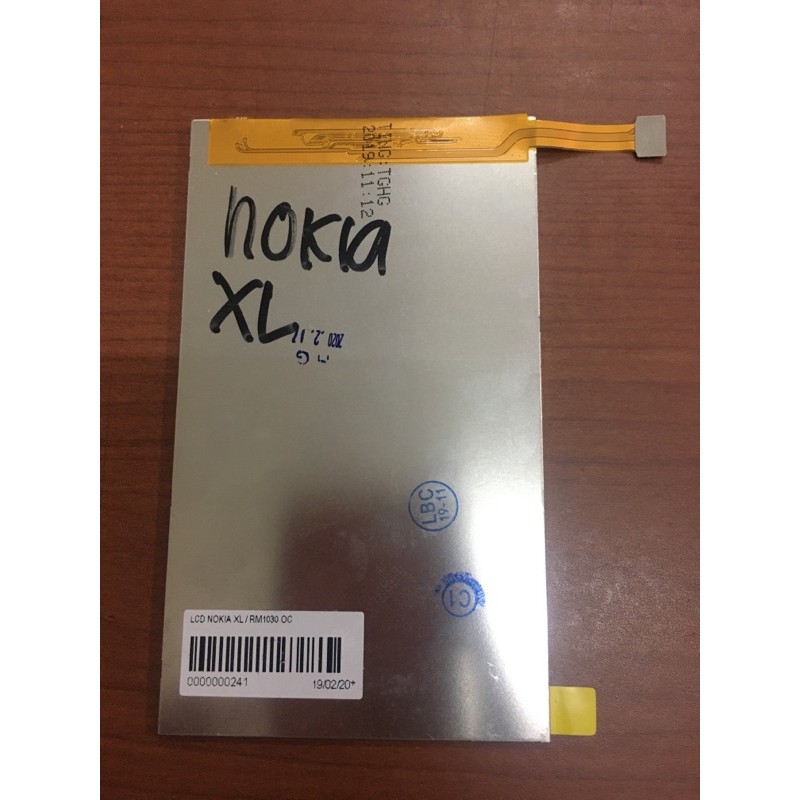 TSNG:TGHG
2019:11:12
nokia
XL
LBC
19-11
C1
LCD NOKIA XL / RM1030 OC
0000000241
19/02/20+